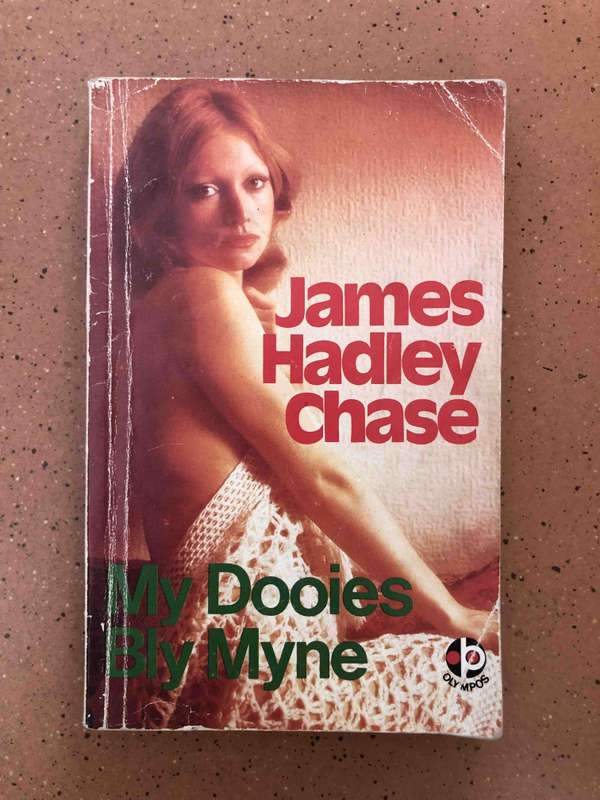 James
Hadley
Chase
My Dooies
Bly Myne
OLYMPOS